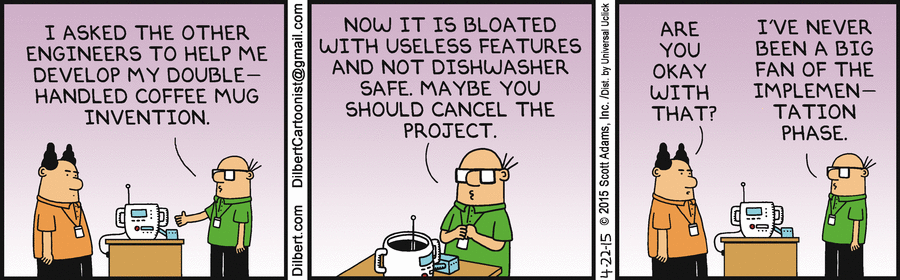 I ASKED THE OTHER
ENGINEERS TO HELP ME
DEVELOP MY DOUBLE–
HANDLED COFFEE MUG
INVENTION.
Dilbert.com DilbertCartoonist@gmail.com
NOW IT IS BLOATED
WITH USELESS FEATURES
AND NOT DISHWASHER
SAFE. MAYBE YOU
SHOULD CANCEL THE
PROJECT.
4-22-15 © 2015 Scott Adams, Inc. /Dist. by Universal Uclick
ARE
YOU
OKAY
WITH
THAT?
I'VE NEVER
BEEN A BIG
FAN OF THE
IMPLEMEN–
TATION
PHASE.